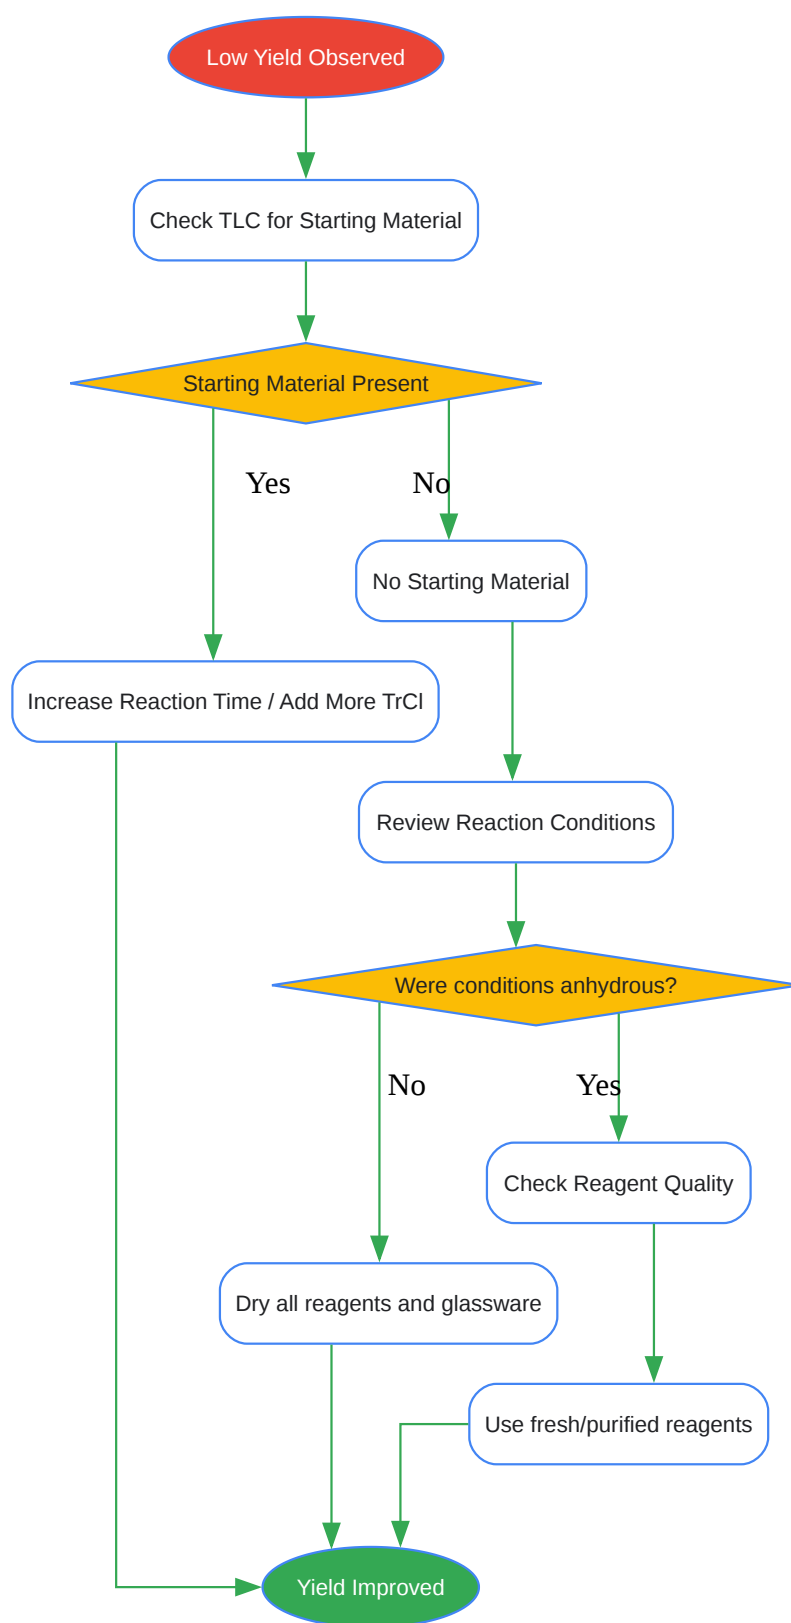 Low Yield Observed
Check TLC for Starting Material
Starting Material Present
Yes
No
No Starting Material
Increase Reaction Time / Add More TrCl
Review Reaction Conditions
Were conditions anhydrous?
No
Yes
Check Reagent Quality
Dry all reagents and glassware
Use fresh/purified reagents
Yield Improved